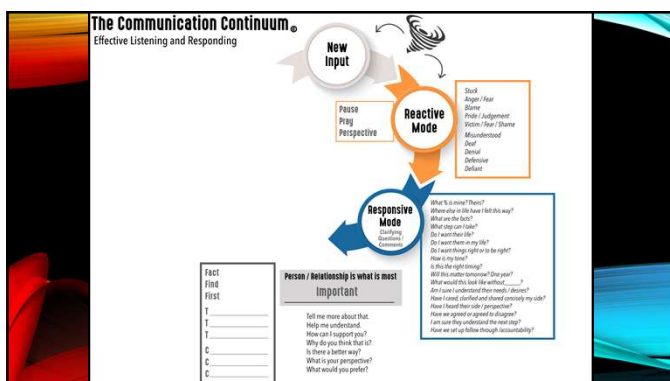 The Communication Continuum®
Effective Listening and Responding
New
Input
Pause
Pray
Perspective
Reactive
Mode
Stuck
Anger / Fear
Blame
Pride / Judgement
Victim / Fear / Shame
Misunderstood
Deaf
Denial
Defensive
Defiant
Responsive
Mode
Clarifying
Questions /
Comments
What % is mine? Theirs?
Where else in life have I felt this way?
What are the facts?
What step can I take?
Do I want their life?
Do I want them in my life?
Do I want things right or to be right?
How is my tone?
Is this the right timing?
Will this matter tomorrow? One year?
What would this look like without_____?
Am I sure I understand their needs / desires?
Have I cared, clarified and shared concisely my side?
Have I heard their side / perspective?
Have we agreed or agreed to disagree?
I am sure they understand the next step?
Have we set up follow through /accountability?
Fact
Find
First
T
T
T
C
C
C
Person / Relationship is what is most
Important
Tell me more about that.
Help me understand.
How can I support you?
Why do you think that is?
Is there a better way?
What is your perspective?
What would you prefer?